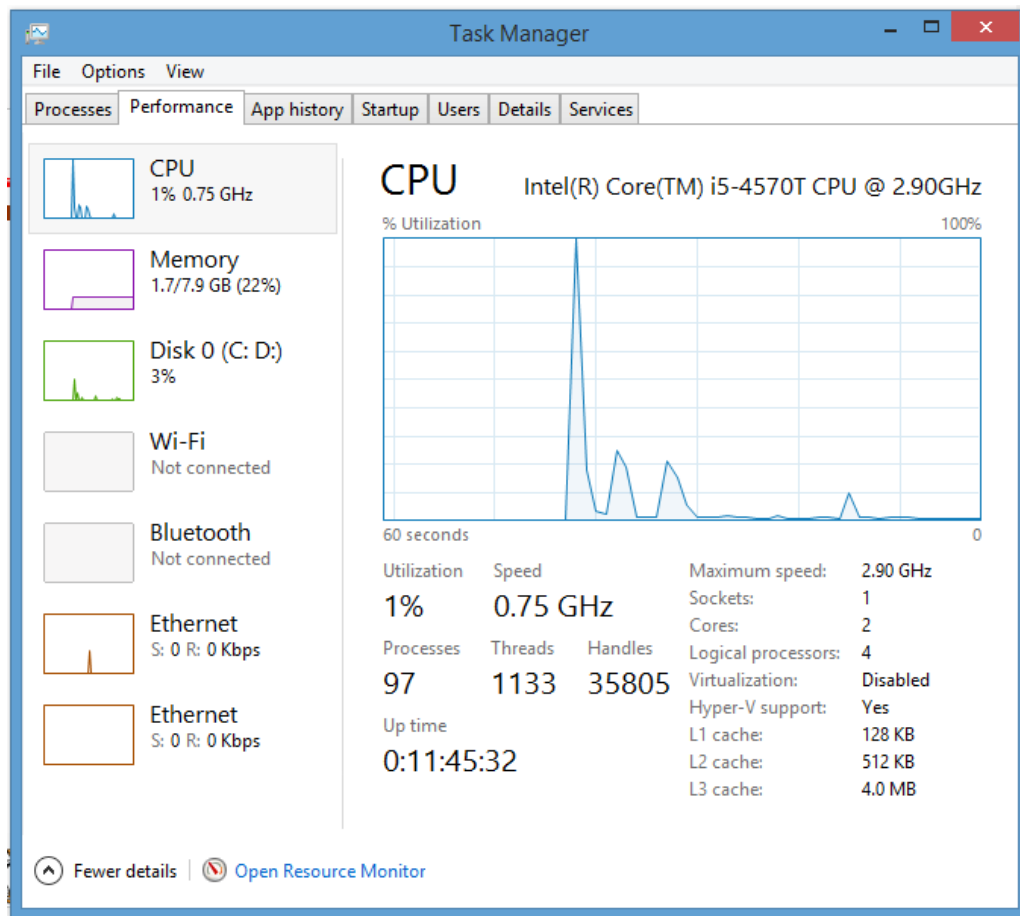 Task Manager
File Options View
Processes Performance App history Startup Users Details Services
CPU
1% 0.75 GHz
Memory
1.7/7.9 GB (22%)
Disk 0 (C: D:)
3%
Wi-Fi
Not connected
Bluetooth
Not connected
Ethernet
S: 0 R: 0 Kbps
Ethernet
S: 0 R: 0 Kbps
CPU Intel(R) Core(TM) i5-4570T CPU @ 2.90GHz
% Utilization 100%
60 seconds 0
Utilization Speed
1% 0.75 GHz
Processes Threads Handles
97 1133 35805
Up time
0:11:45:32
Maximum speed: 2.90 GHz
Sockets: 1
Cores: 2
Logical processors: 4
Virtualization: Disabled
Hyper-V support: Yes
L1 cache: 128 KB
L2 cache: 512 KB
L3 cache: 4.0 MB
Fewer details Open Resource Monitor